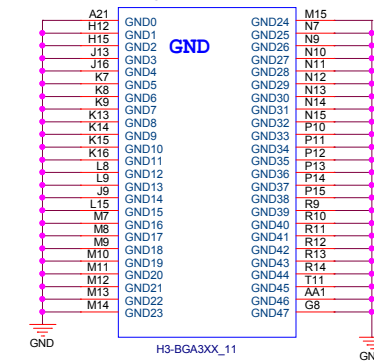 A21 GND0 GND24 M15
H12 GND1 GND25 N7
H15 GND2 GND GND26 N9
J13 GND3 GND27 N10
J16 GND4 GND28 N11
K7 GND5 GND29 N12
K8 GND6 GND30 N13
K9 GND7 GND31 N14
K13 GND8 GND32 N15
K14 GND9 GND33 P10
K15 GND10 GND34 P11
K16 GND11 GND35 P12
L8 GND12 GND36 P13
L9 GND13 GND37 P14
J9 GND14 GND38 P15
L15 GND15 GND39 R9
M7 GND16 GND40 R10
M8 GND17 GND41 R11
M9 GND18 GND42 R12
M10 GND19 GND43 R13
M11 GND20 GND44 R14
M12 GND21 GND45 T11
M13 GND22 GND46 AA1
M14 GND23 GND47 G8
GND
H3-BGA3XX_11